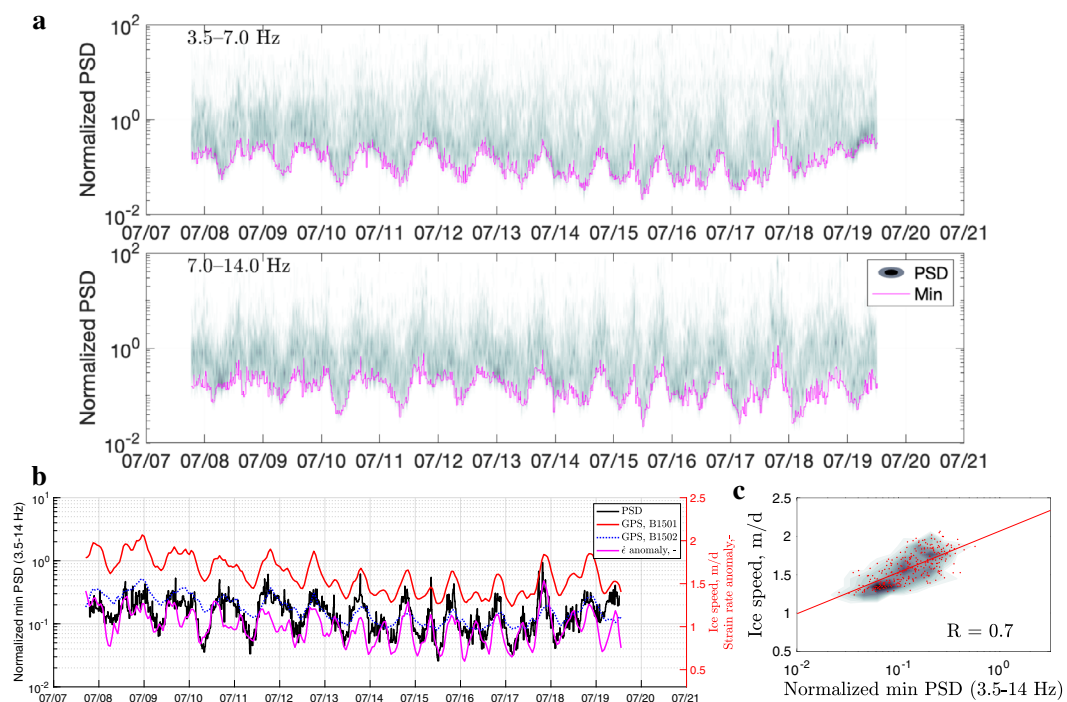 a
3.5–7.0 Hz
Normalized PSD
10^2
10^0
10^-2
07/07 07/08 07/09 07/10 07/11 07/12 07/13 07/14 07/15 07/16 07/17 07/18 07/19 07/20 07/21
7.0–14.0 Hz
PSD
Min
Normalized PSD
10^2
10^0
10^-2
07/07 07/08 07/09 07/10 07/11 07/12 07/13 07/14 07/15 07/16 07/17 07/18 07/19 07/20 07/21
b
Normalized min PSD (3.5-14 Hz)
10^1
10^0
10^-1
10^-2
PSD
GPS, B1501
GPS, B1502
ϵ̇ anomaly, -
2.5
2
1.5
1
0.5
Ice speed, m/d
Strain rate anomaly,-
07/07 07/08 07/09 07/10 07/11 07/12 07/13 07/14 07/15 07/16 07/17 07/18 07/19 07/20 07/21
c
Ice speed, m/d
2.5
2
1.5
1
0.5
R = 0.7
10^-2 10^-1 10^0
Normalized min PSD (3.5-14 Hz)